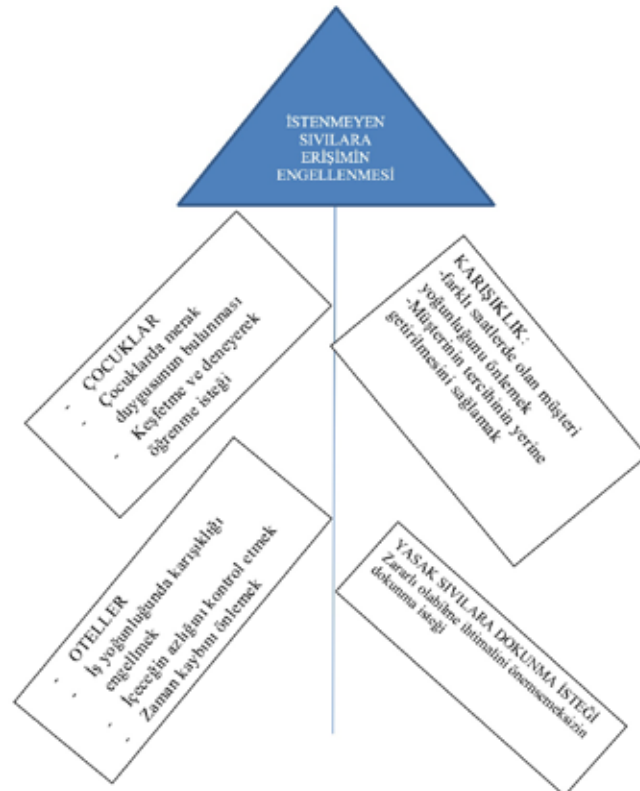 İSTENMEYEN
SIVILARA
ERİŞİMİN
ENGELLENMESİ
ÇOCUKLAR
Çocuklarda merak
duygusunun bulunması
Keşfetme ve deneyerek
öğrenme isteği
KARIŞIKLIK:
-farklı saatlerde olan müşteri
yoğunluğunu önlemek
-Müşterinin tercihinin yerine
getirilmesini sağlamak
OTELLER
İş yoğunluğunda karışıklığı
engellmek
İçeceğin azlığını kontrol etmek
Zaman kaybını önlemek
YASAK SIVILARA DOKUNMA İSTEĞİ
Zararlı olabilme ihtimalini önemsemeksizin
dokunma isteği